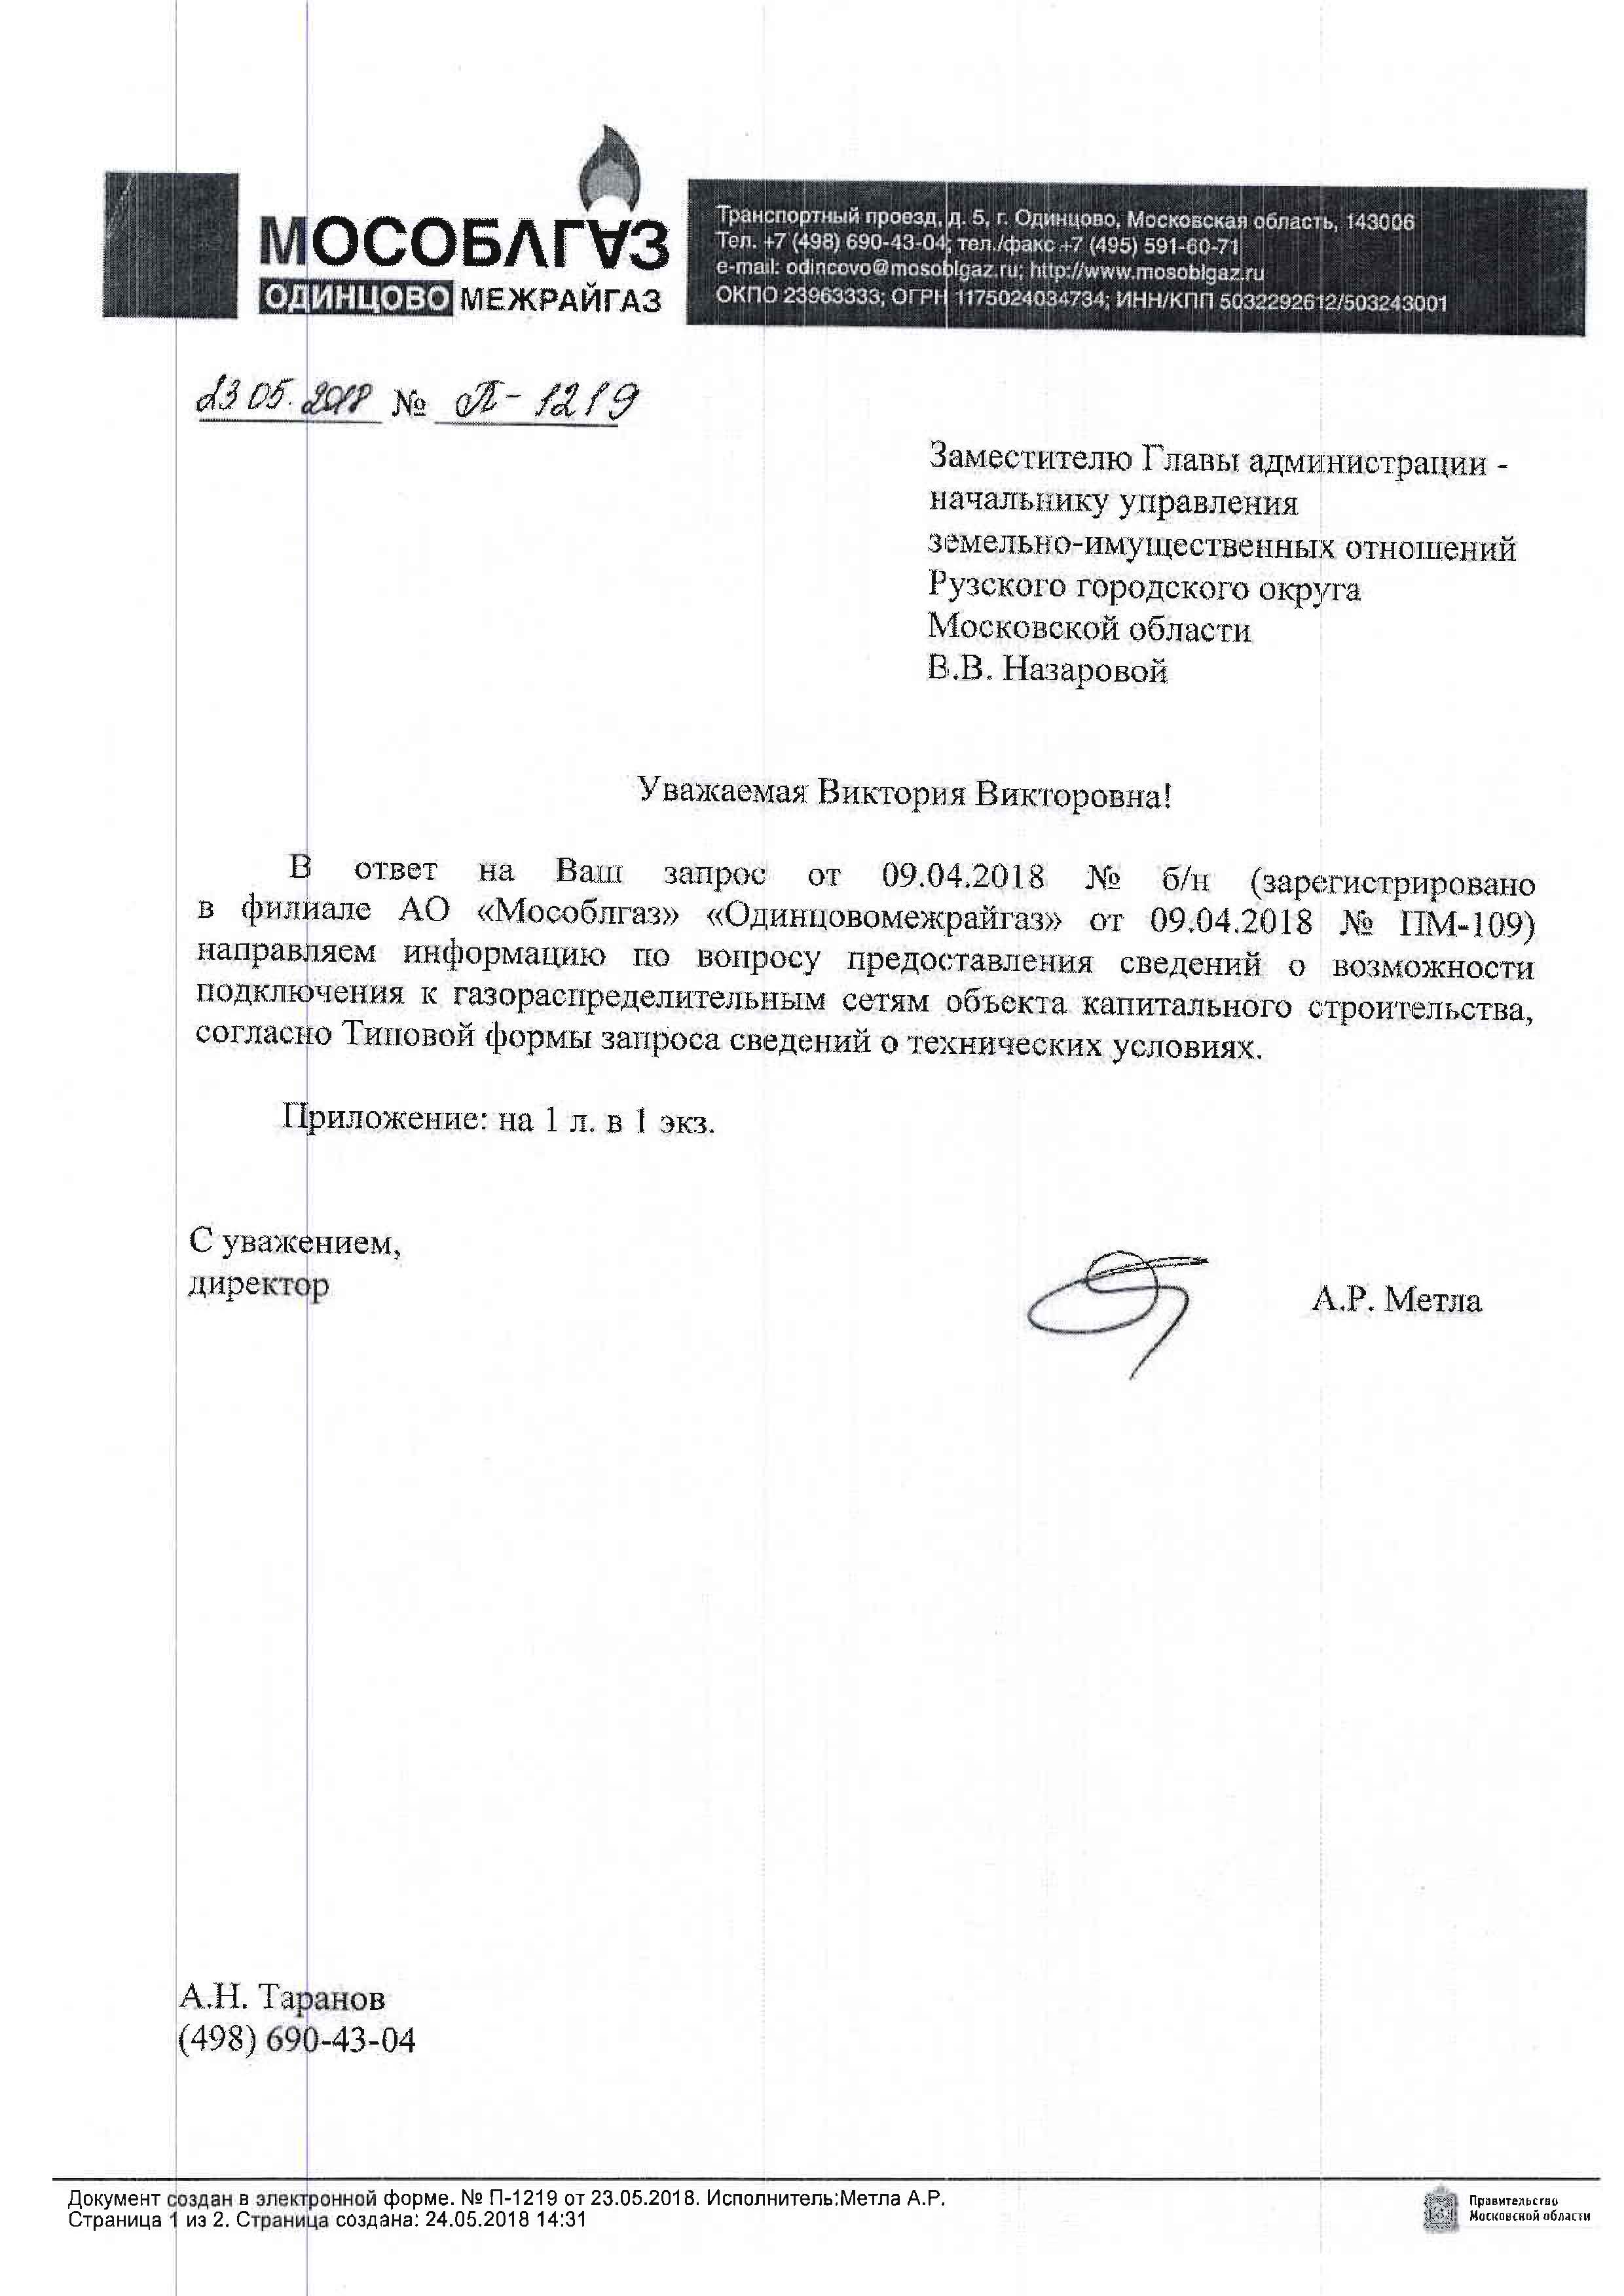 МОСОБЛГАЗ
ОДИНЦОВО МЕЖРАЙГАЗ
Транспортный проезд, д. 5, г. Одинцово, Московская область, 143006
Тел. +7 (498) 690-43-04; тел./факс +7 (495) 591-60-71
e-mail: odincovo@mosoblgaz.ru; http://www.mosoblgaz.ru
ОКПО 23963333; ОГРН 1175024034734; ИНН/КПП 5032292612/503243001
23 05. 2018 № П-1219
Заместителю Главы администрации -
начальнику управления
земельно-имущественных отношений
Рузского городского округа
Московской области
В.В. Назаровой
Уважаемая Виктория Викторовна!
В ответ на Ваш запрос от 09.04.2018 № б/н (зарегистрировано
в филиале АО «Мособлгаз» «Одинцовомежрайгаз» от 09.04.2018 № ПМ-109)
направляем информацию по вопросу предоставления сведений о возможности
подключения к газораспределительным сетям объекта капитального строительства,
согласно Типовой формы запроса сведений о технических условиях.
Приложение: на 1 л. в 1 экз.
С уважением,
директор
А.Р. Метла
А.Н. Таранов
(498) 690-43-04
Документ создан в электронной форме. № П-1219 от 23.05.2018. Исполнитель:Метла А.Р.
Страница 1 из 2. Страница создана: 24.05.2018 14:31
Правительство
Московской области